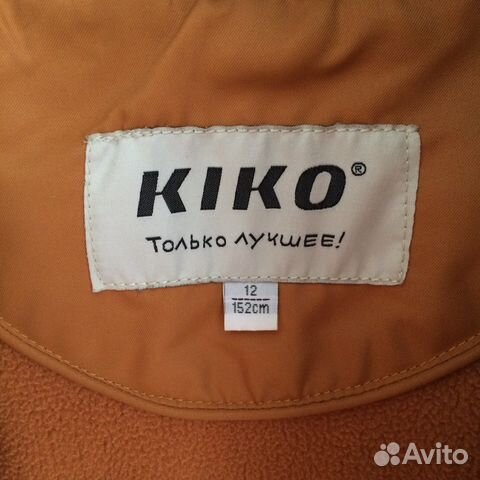 KIKO®
Только лучшее!
12
152cm
Avito